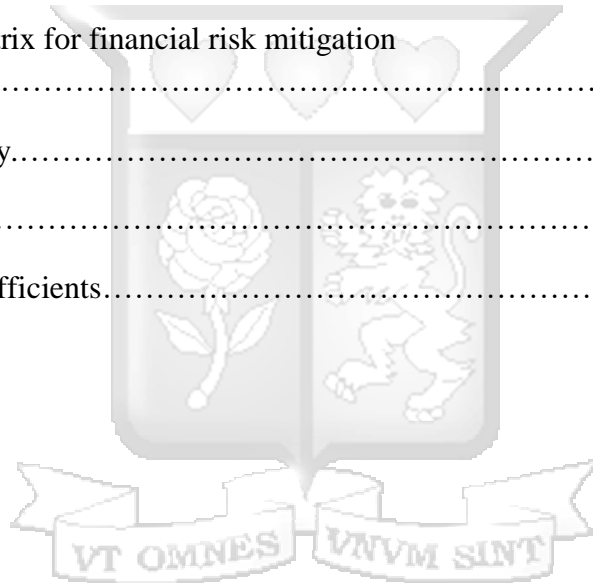 rix for financial risk mitigation
…………………………………………..…………
y.………………………………………………………
…………………………………………………………
fficients.………………………………………………
VT OMNES VNVM SINT